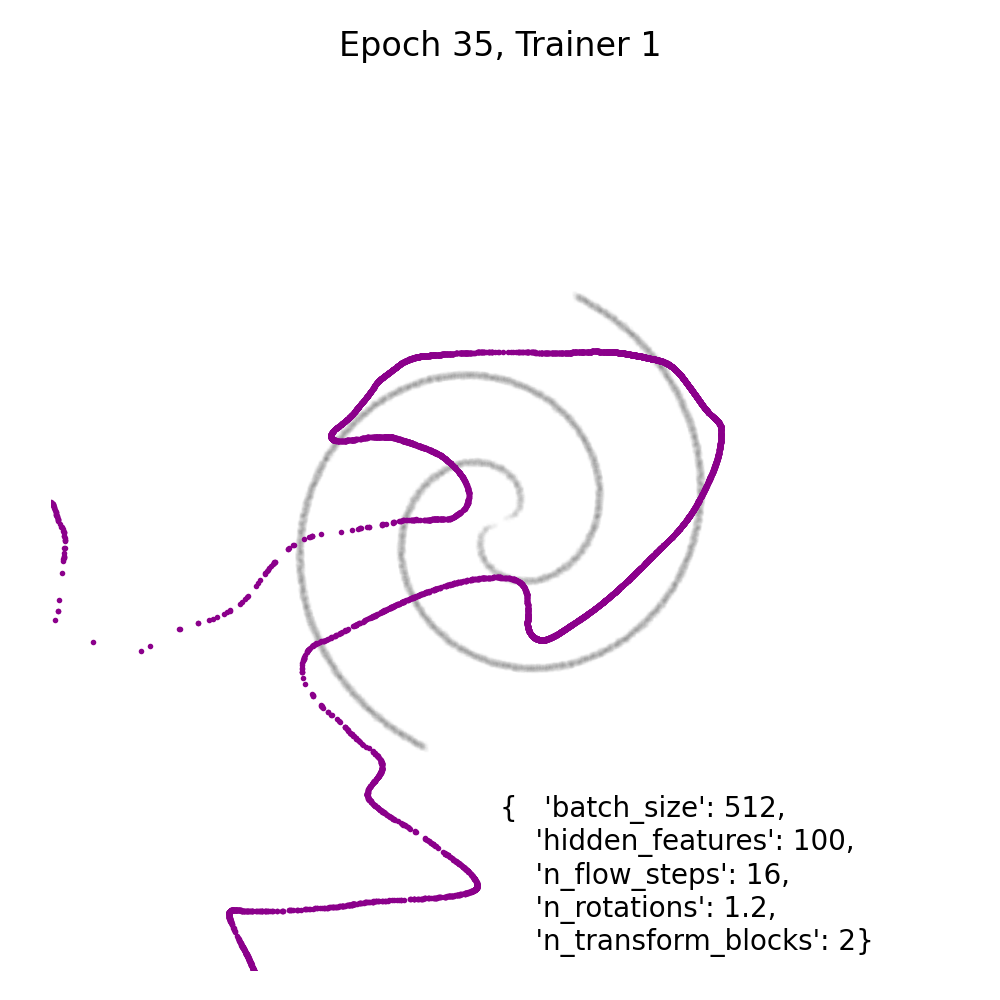 Epoch 35, Trainer 1
{   'batch_size': 512,
'hidden_features': 100,
'n_flow_steps': 16,
'n_rotations': 1.2,
'n_transform_blocks': 2}